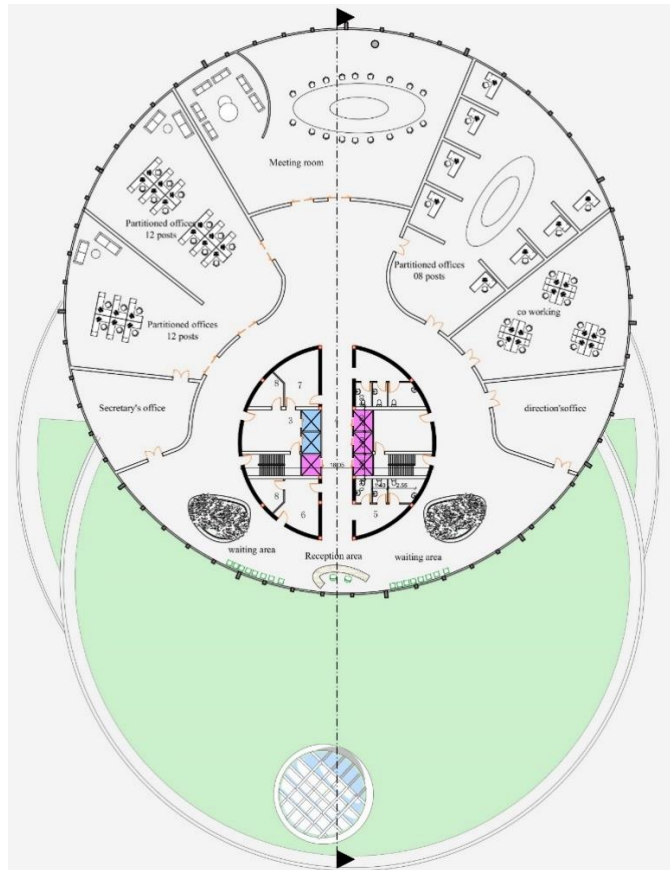 Meeting room
Partitioned offices
12 posts
Partitioned offices
08 posts
Partitioned offices
12 posts
co working
Secretary's office
direction'soffice
8
7
3
8
6
5
waiting area
Reception area
waiting area